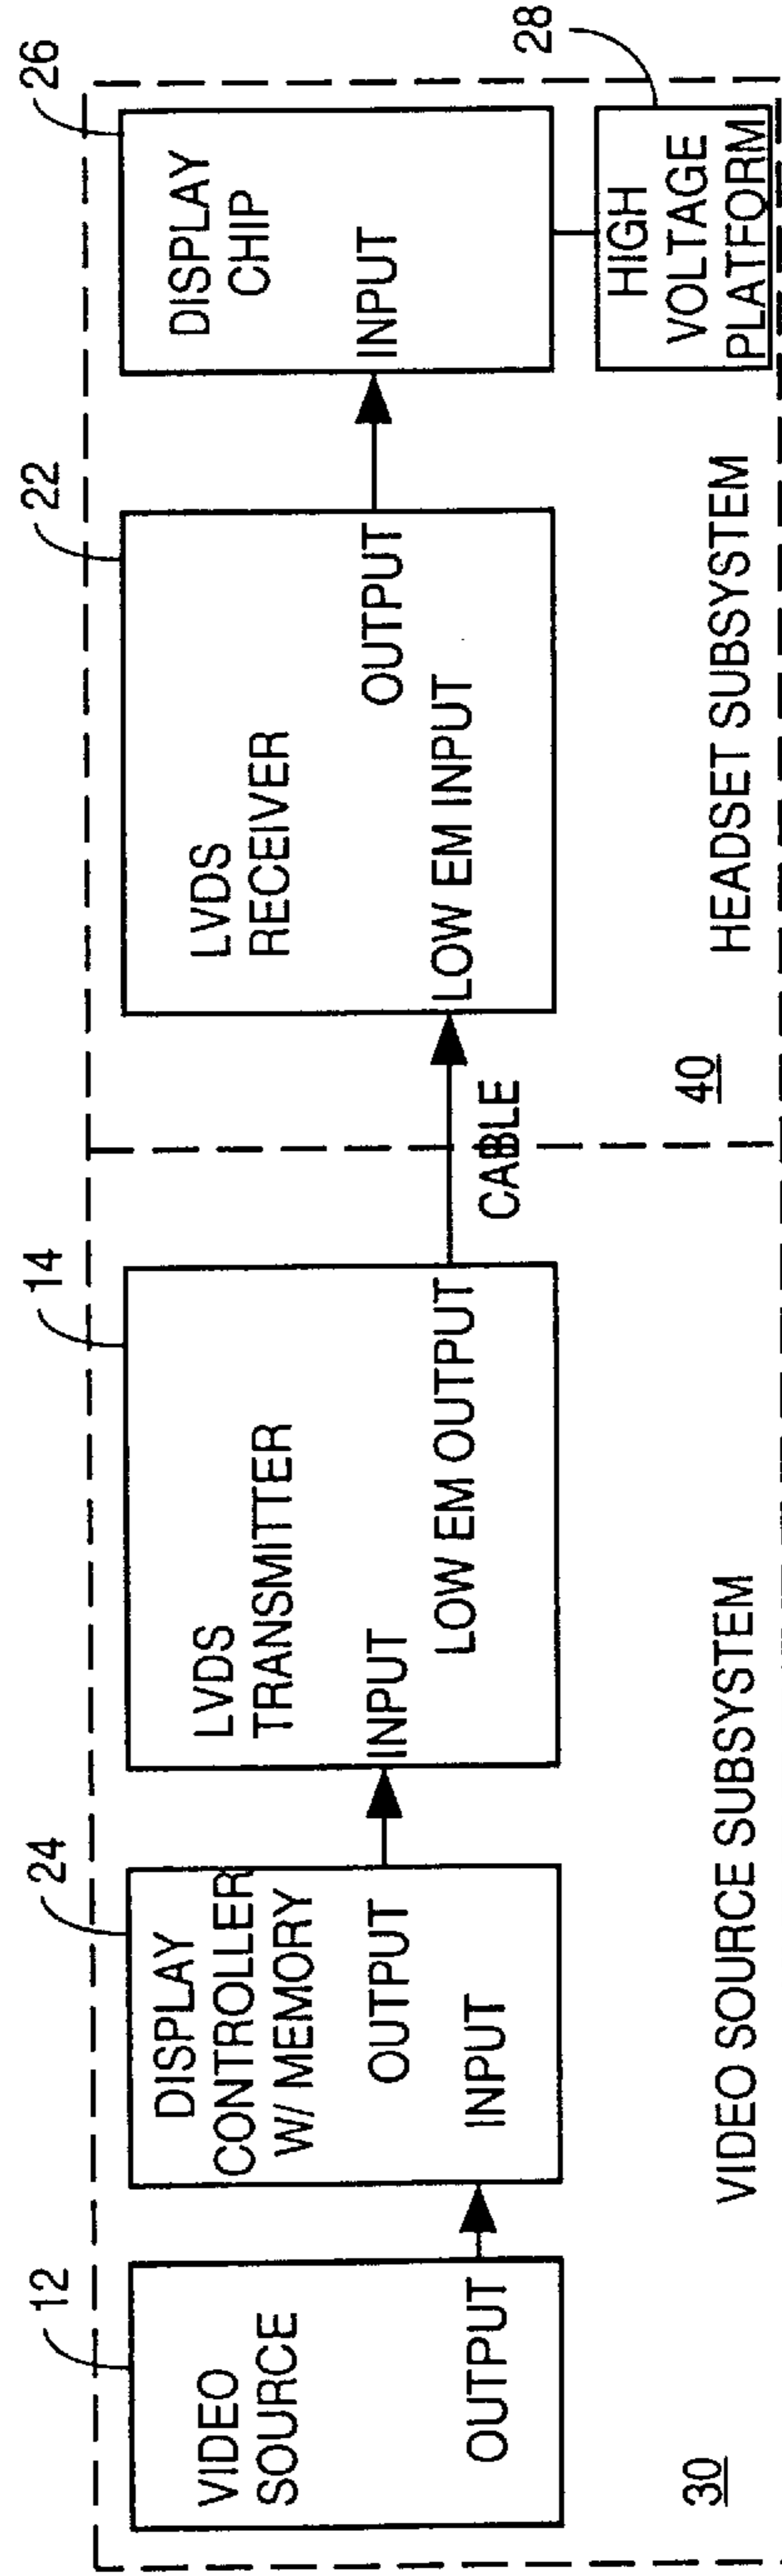 12
VIDEO
SOURCE
OUTPUT
24
DISPLAY
CONTROLLER
W/ MEMORY
OUTPUT
INPUT
14
LVDS
TRANSMITTER
INPUT
LOW EM OUTPUT
CABLE
22
LVDS
RECEIVER
OUTPUT
LOW EM INPUT
26
DISPLAY
CHIP
INPUT
28
HIGH
VOLTAGE
PLATFORM
30
VIDEO SOURCE SUBSYSTEM
40
HEADSET SUBSYSTEM